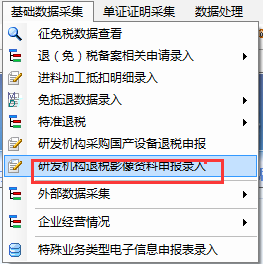 基础数据采集 单证证明采集 数据处理
征免税数据查看
退（免）税备案相关申请录入
进料加工抵扣明细录入
免抵退数据录入
特准退税
研发机构采购国产设备退税申报
研发机构退税影像资料申报录入
外部数据采集
企业经营情况
特殊业务类型电子信息申报表录入